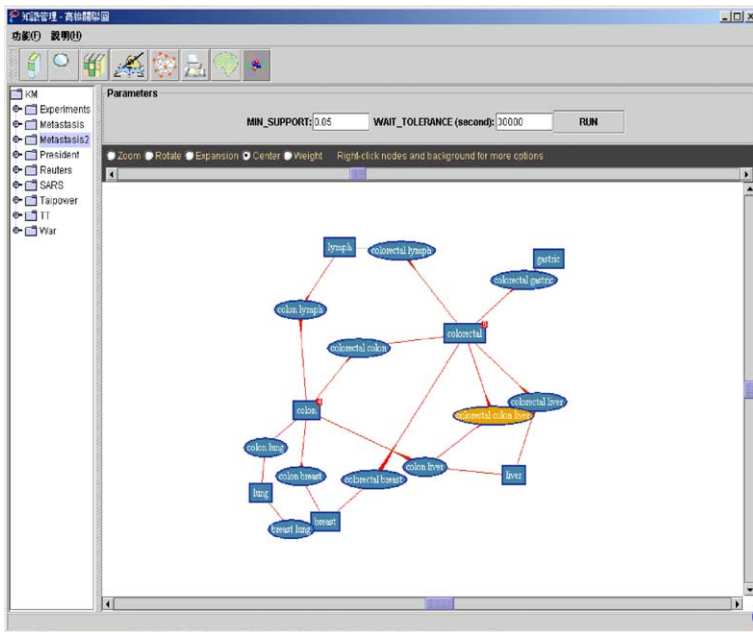 知識管理 - 高維關聯圖
功能(F) 說明(H)
KM
Experiments
Metastasis
Metastasis2
President
Reuters
SARS
Taipower
TT
War
Parameters
MIN_SUPPORT: 0.05 WAIT_TOLERANCE (second): 30000 RUN
Zoom Rotate Expansion Center Weight Right-click nodes and background for more options
lymph
colorectal lymph
gastric
colorectal gastric
colon lymph
colorectal
colorectal colon
colorectal liver
colon
colorectal colon liver
colon lung
colon breast
colorectal breast
colon liver
liver
lung
breast lung
breast